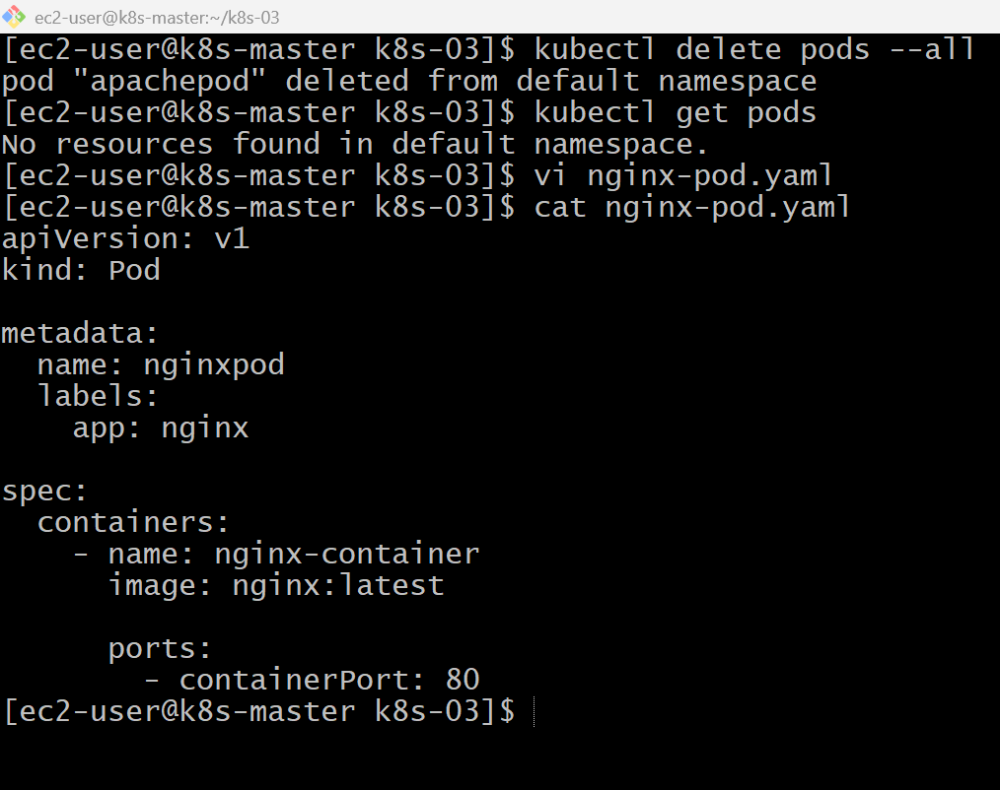 ec2-user@k8s-master:~/k8s-03
[ec2-user@k8s-master k8s-03]$ kubectl delete pods --all
pod "apachepod" deleted from default namespace
[ec2-user@k8s-master k8s-03]$ kubectl get pods
No resources found in default namespace.
[ec2-user@k8s-master k8s-03]$ vi nginx-pod.yaml
[ec2-user@k8s-master k8s-03]$ cat nginx-pod.yaml
apiVersion: v1
kind: Pod

metadata:
  name: nginxpod
  labels:
    app: nginx

spec:
  containers:
    - name: nginx-container
      image: nginx:latest

      ports:
        - containerPort: 80
[ec2-user@k8s-master k8s-03]$